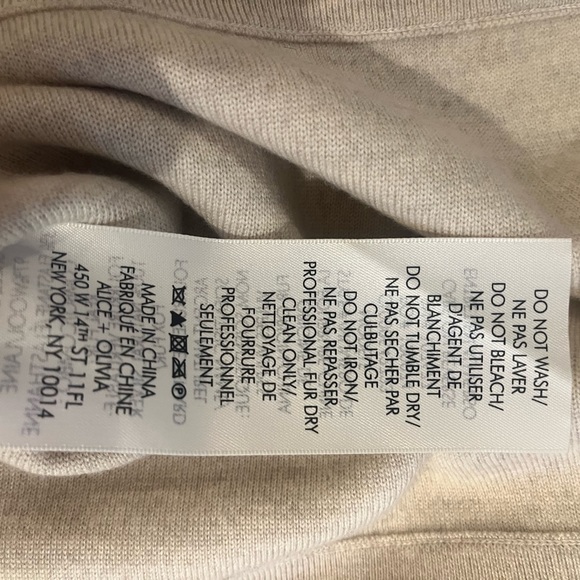 DO NOT WASH/
NE PAS LAVER
DO NOT BLEACH/
NE PAS UTILISER
D'AGENT DE
BLANCHIMENT
DO NOT TUMBLE DRY/
NE PAS SECHER PAR
CULBUTAGE
DO NOT IRON/
NE PAS REPASSER
PROFESSIONAL FUR DRY
CLEAN ONLY/
NETTOYAGE DE
FOURRURE
PROFESSIONNEL
SEULEMENT
MADE IN CHINA
FABRIQUÉ EN CHINE
ALICE + OLIVIA
450 W 14TH ST 11FL
NEW YORK, NY 10014